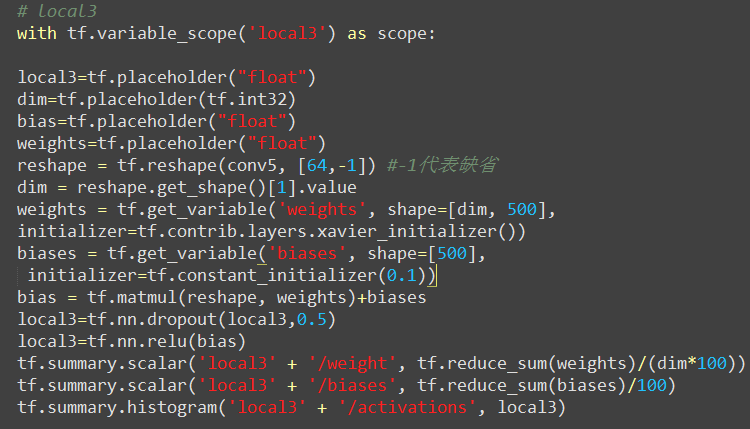 # local3
with tf.variable_scope('local3') as scope:
local3=tf.placeholder("float")
dim=tf.placeholder(tf.int32)
bias=tf.placeholder("float")
weights=tf.placeholder("float")
reshape = tf.reshape(conv5, [64,-1]) #-1代表缺省
dim = reshape.get_shape()[1].value
weights = tf.get_variable('weights', shape=[dim, 500],
initializer=tf.contrib.layers.xavier_initializer())
biases = tf.get_variable('biases', shape=[500],
initializer=tf.constant_initializer(0.1))
bias = tf.matmul(reshape, weights)+biases
local3=tf.nn.dropout(local3,0.5)
local3=tf.nn.relu(bias)
tf.summary.scalar('local3' + '/weight', tf.reduce_sum(weights)/(dim*100))
tf.summary.scalar('local3' + '/biases', tf.reduce_sum(biases)/100)
tf.summary.histogram('local3' + '/activations', local3)